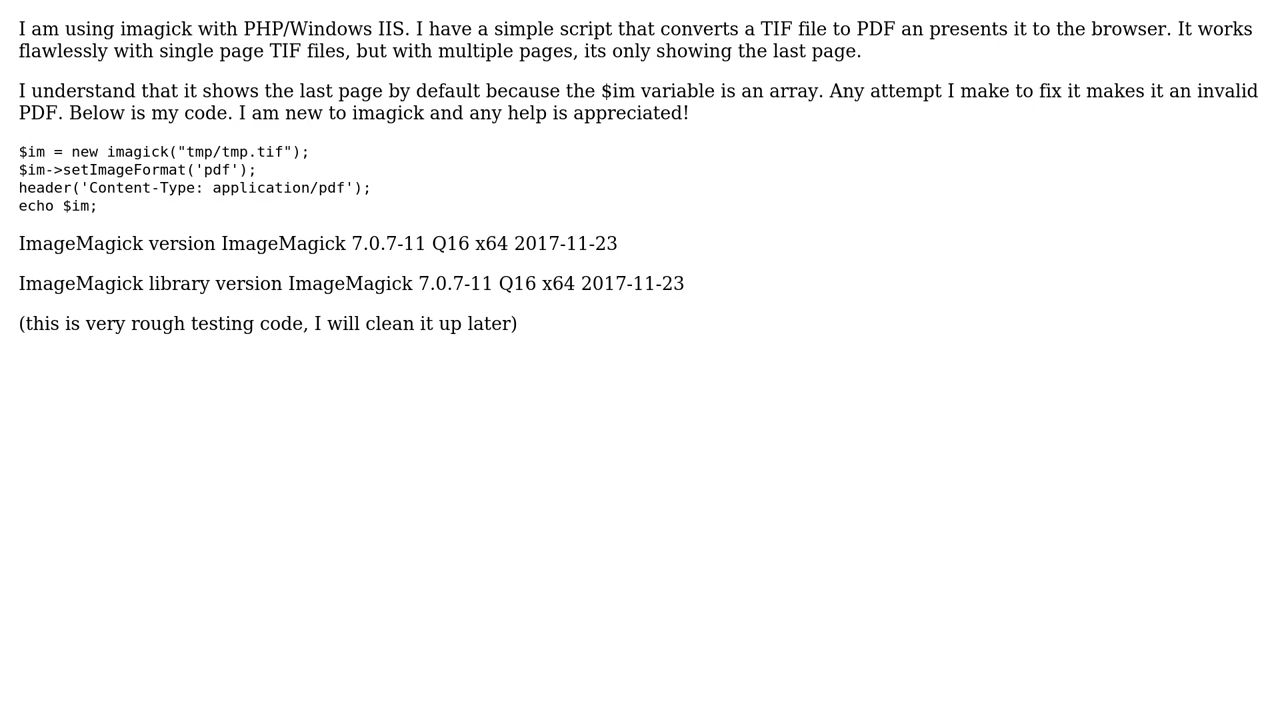 I am using imagick with PHP/Windows IIS. I have a simple script that converts a TIF file to PDF an presents it to the browser. It works
flawlessly with single page TIF files, but with multiple pages, its only showing the last page.
I understand that it shows the last page by default because the $im variable is an array. Any attempt I make to fix it makes it an invalid
PDF. Below is my code. I am new to imagick and any help is appreciated!
$im = new imagick("tmp/tmp.tif");
$im->setImageFormat('pdf');
header('Content-Type: application/pdf');
echo $im;
ImageMagick version ImageMagick 7.0.7-11 Q16 x64 2017-11-23
ImageMagick library version ImageMagick 7.0.7-11 Q16 x64 2017-11-23
(this is very rough testing code, I will clean it up later)